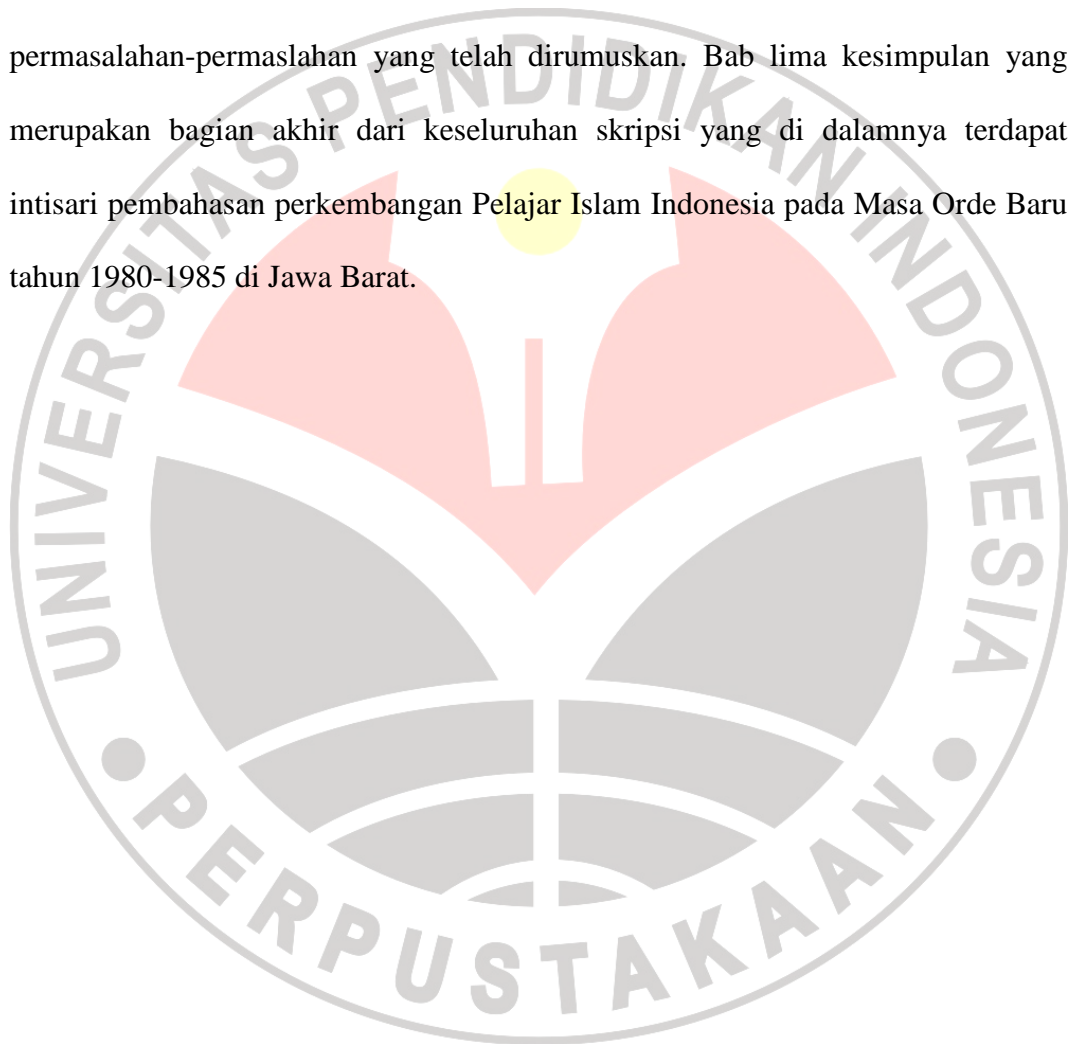 permasalahan-permaslahan yang telah dirumuskan. Bab lima kesimpulan yang
merupakan bagian akhir dari keseluruhan skripsi yang di dalamnya terdapat
intisari pembahasan perkembangan Pelajar Islam Indonesia pada Masa Orde Baru
tahun 1980-1985 di Jawa Barat.
UNIVERSITAS PENDIDIKAN INDONESIA
PERPUSTAKAAN